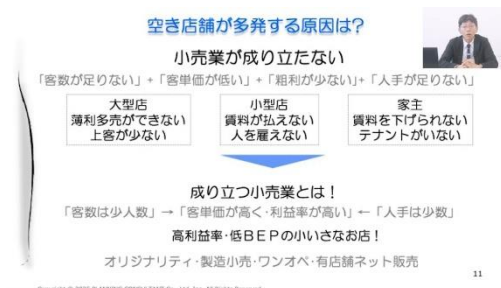 空き店舗が多発する原因は?
小売業が成り立たない
「客数が足りない」+「客単価が低い」+「粗利が少ない」+「人手が足りない」
大型店
薄利多売ができない
上客が少ない
小型店
賃料が払えない
人を雇えない
家主
賃料を下げられない
テナントがいない
成り立つ小売業とは!
「客数は少人数」→「客単価が高く・利益率が高い」←「人手は少数」
高利益率・低BEPの小いさなお店!
オリジナリティ・製造小売・ワンオペ・有店舗ネット販売
11